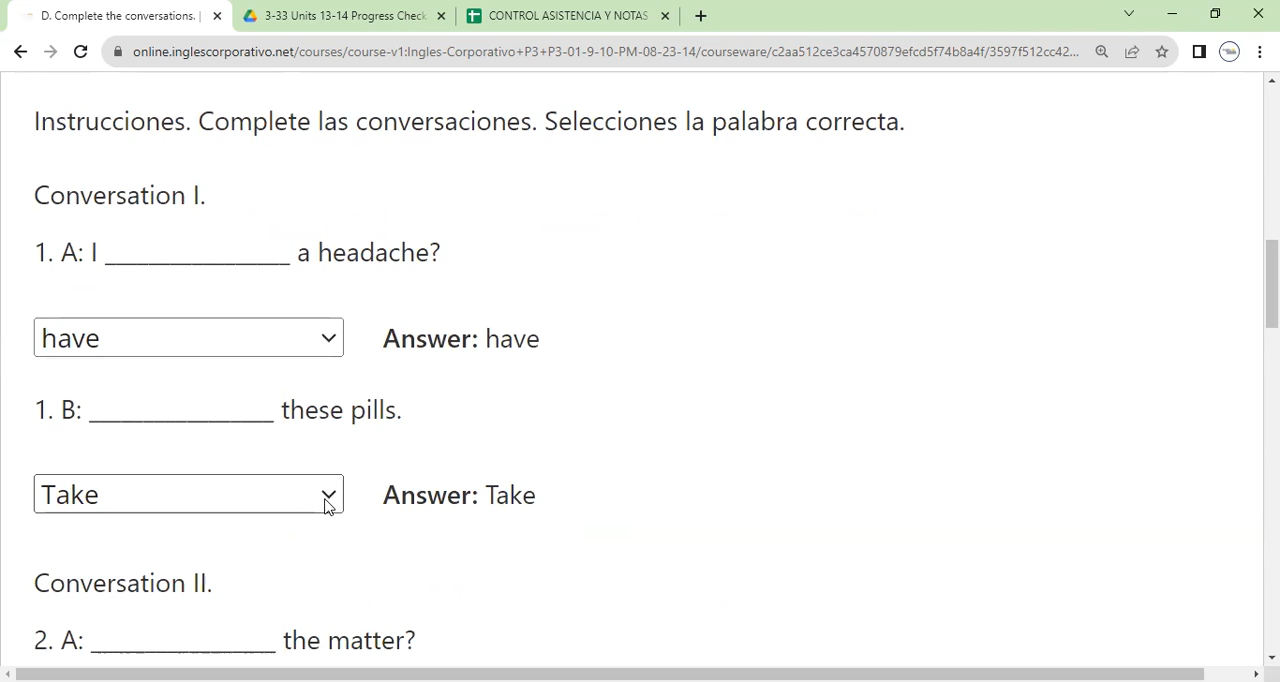 D. Complete the conversations. |
3-33 Units 13-14 Progress Check
CONTROL ASISTENCIA Y NOTAS
online.inglescorporativo.net/courses/course-v1:Ingles-Corporativo+P3+P3-01-9-10-PM-08-23-14/courseware/c2aa512ce3ca4570879efcd5f74b8a4f/3597f512cc42...
Instrucciones. Complete las conversaciones. Selecciones la palabra correcta.
Conversation I.
1. A: I ______________ a headache?
have Answer: have
1. B: ______________ these pills.
Take Answer: Take
Conversation II.
2. A: ______________ the matter?